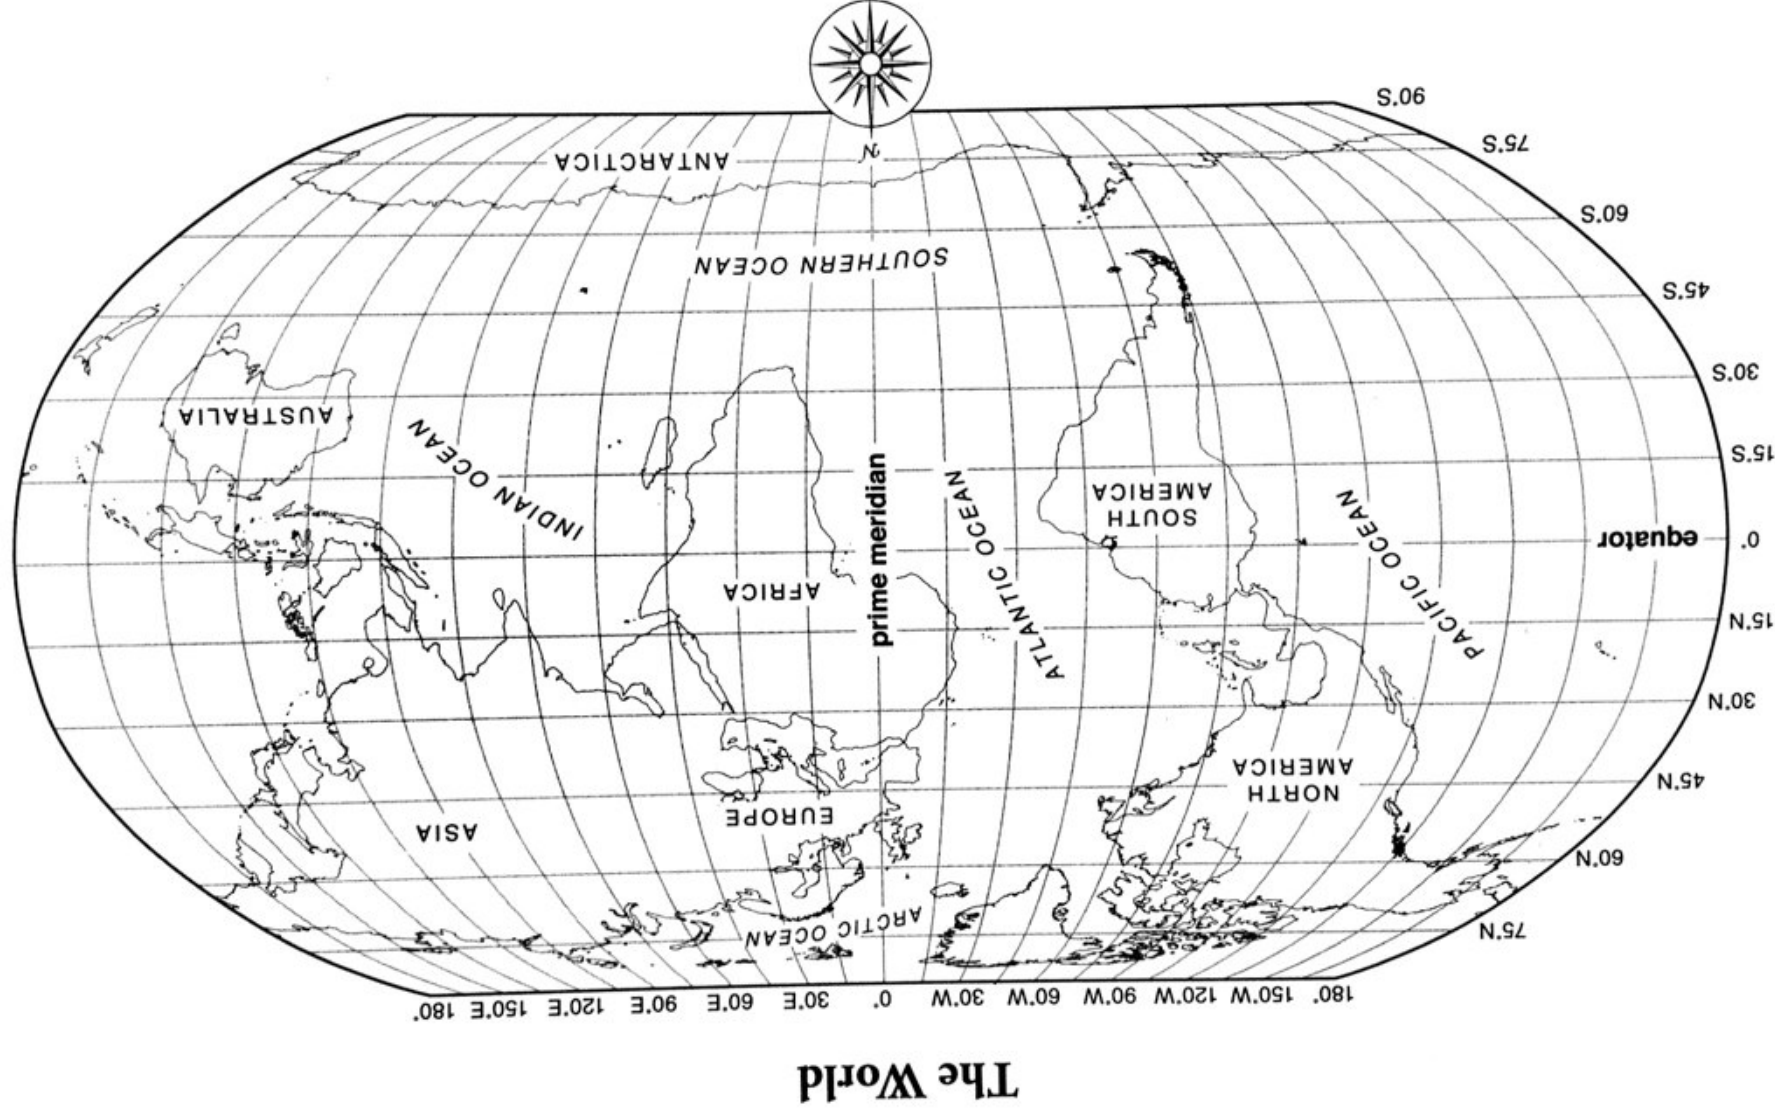 The World
180° 150°W 120°W 90°W 60°W 30°W 0° 30°E 60°E 90°E 120°E 150°E 180°
75°N
ARCTIC OCEAN
60°N
NORTH
AMERICA
EUROPE
ASIA
45°N
30°N
ATLANTIC OCEAN
PACIFIC OCEAN
15°N
AFRICA
prime meridian
equator
0°
SOUTH
AMERICA
INDIAN OCEAN
15°S
AUSTRALIA
30°S
45°S
SOUTHERN OCEAN
60°S
ANTARCTICA
75°S
N
90°S